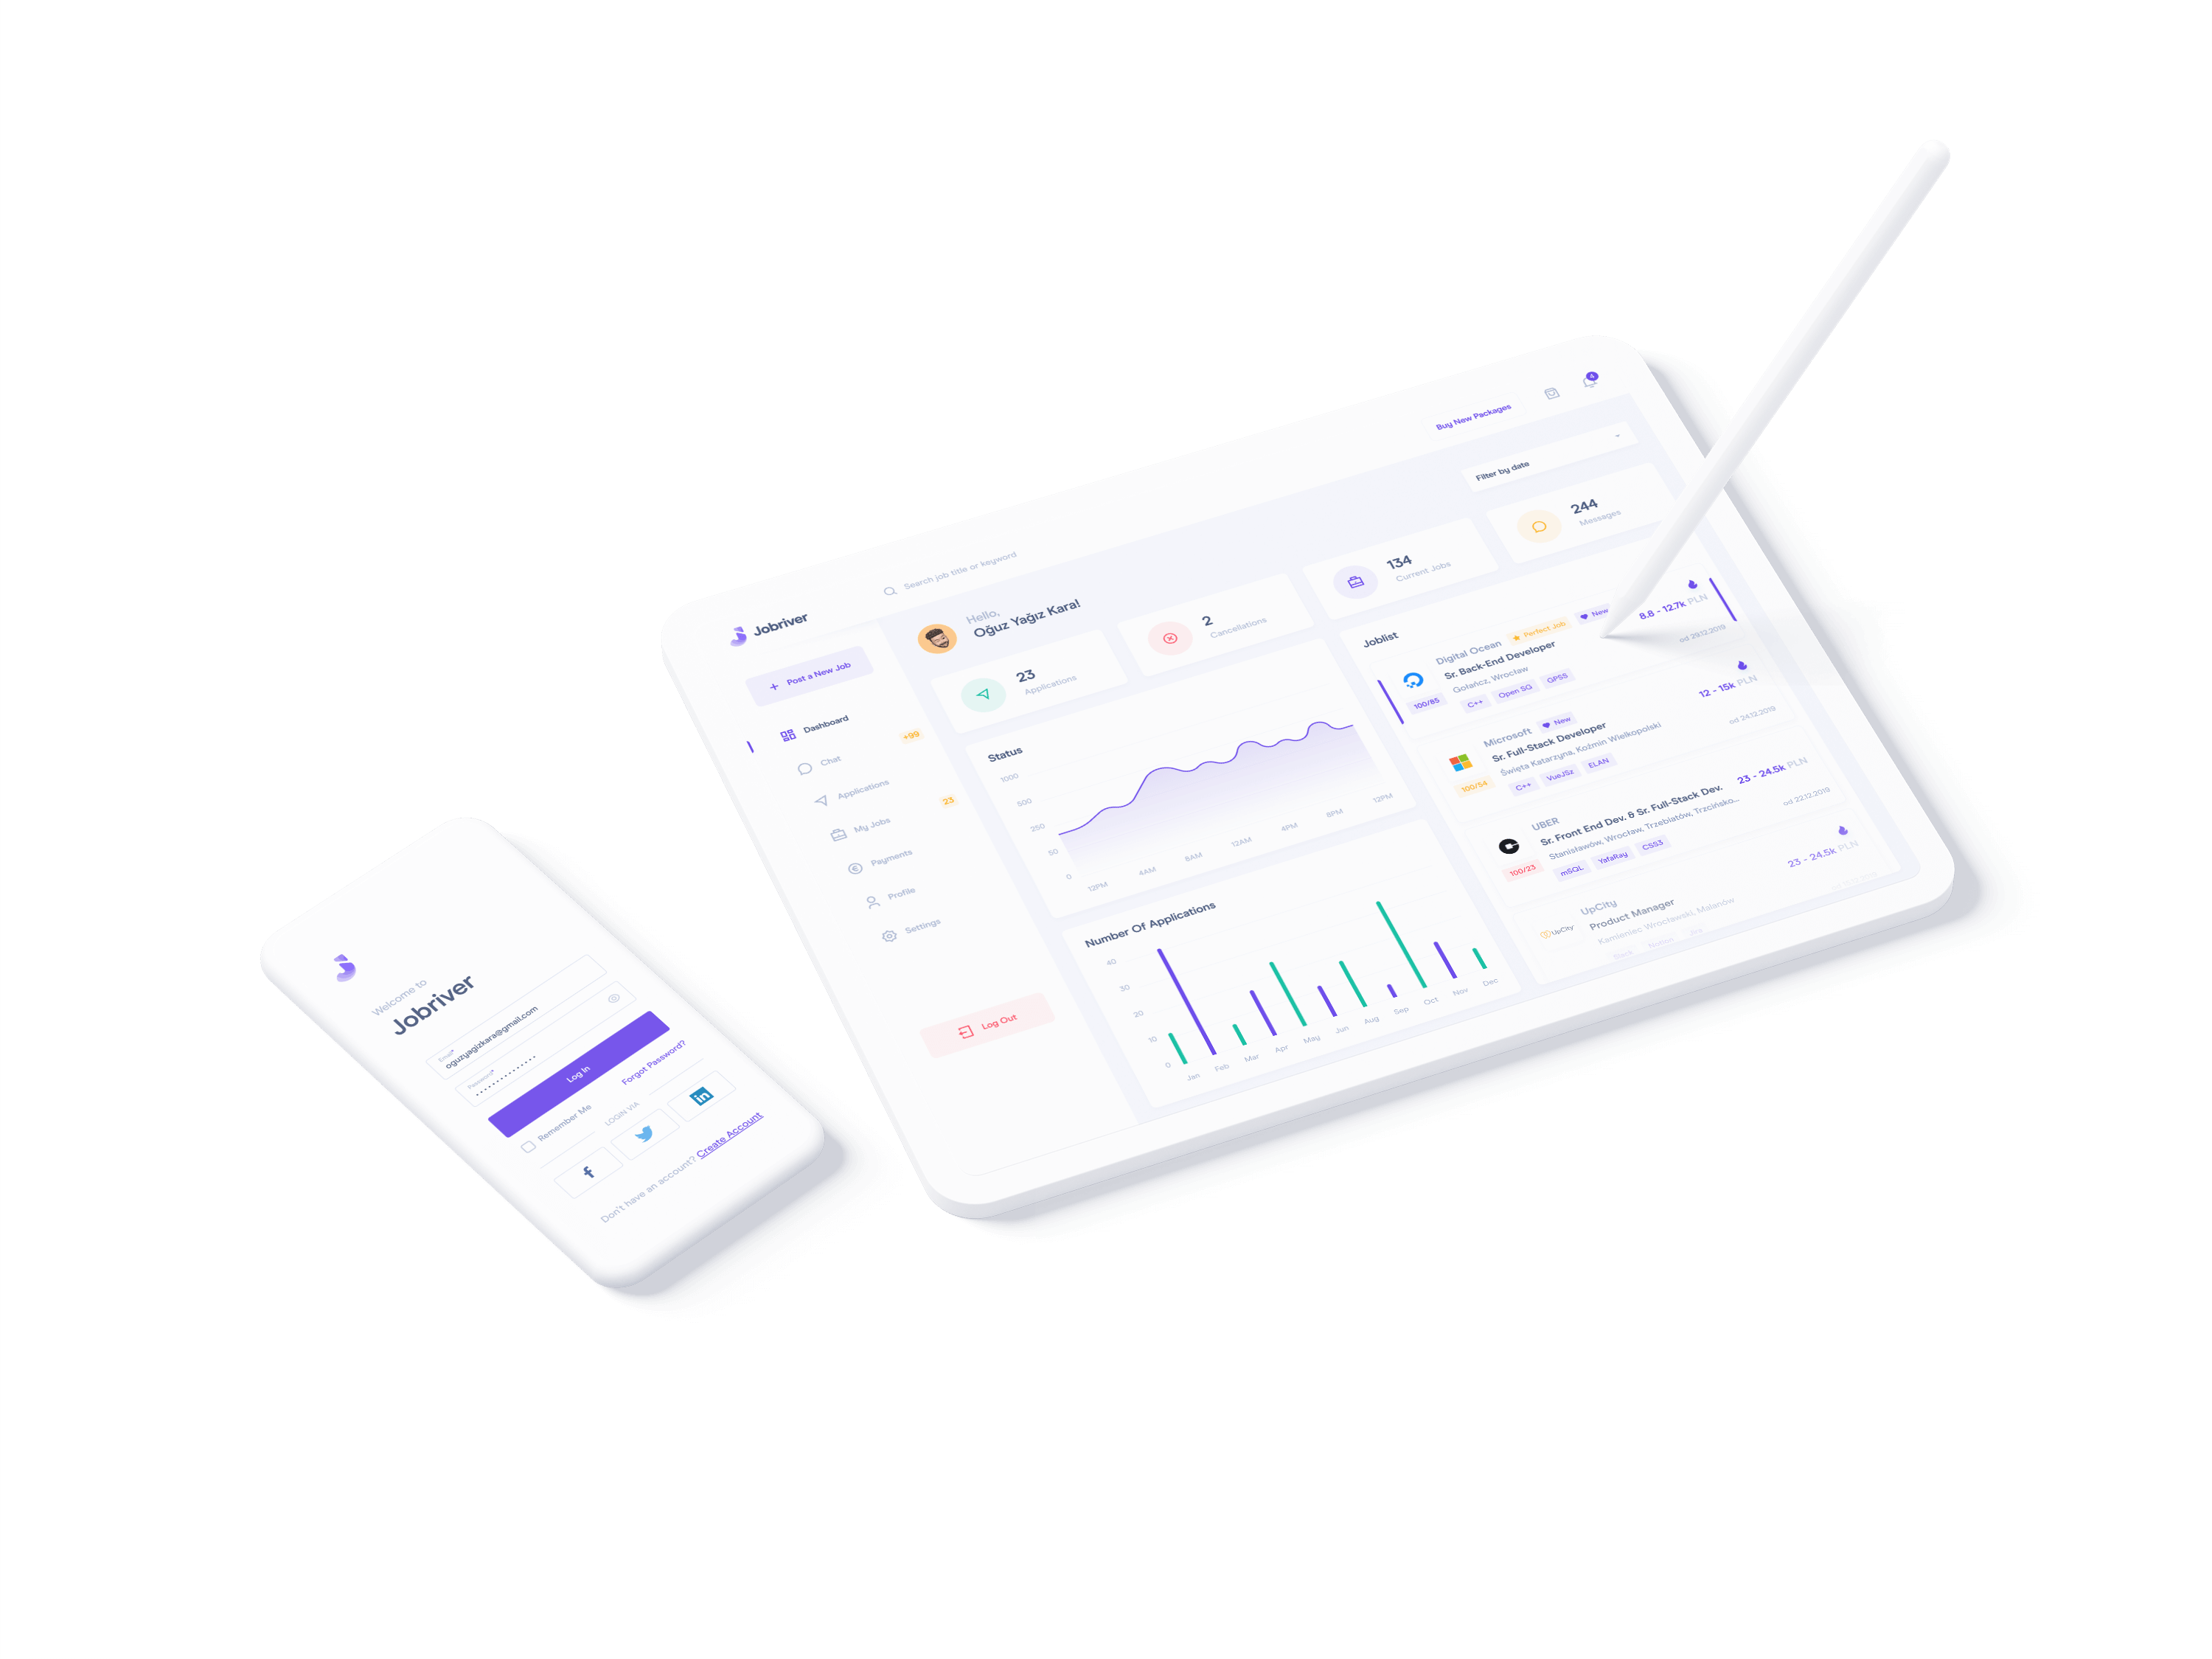 Jobriver
Search job title or keyword
Buy New Packages
4
Post a New Job
Dashboard
Chat
+99
Applications
My Jobs
23
Payments
Profile
Settings
Log Out
Hello,
Oğuz Yağız Kara!
Filter by date
23
Applications
2
Cancellations
134
Current Jobs
244
Messages
Status
1000
500
250
50
0
12PM
4AM
8AM
12AM
4PM
8PM
12PM
Number Of Applications
40
30
20
10
0
Jan
Feb
Mar
Apr
May
Jun
Aug
Sep
Oct
Nov
Dec
Joblist
Digital Ocean
Perfect Job
New
Sr. Back-End Developer
Gołańcz, Wrocław
100/85
C++
Open SG
GPSS
8.8 - 12.7k PLN
od 29.12.2019
Microsoft
New
Sr. Full-Stack Developer
Święta Katarzyna, Koźmin Wielkopolski
100/54
C++
VueJSz
ELAN
12 - 15k PLN
od 24.12.2019
UBER
Sr. Front End Dev. & Sr. Full-Stack Dev.
Stanisławów, Wrocław, Trzebiatów, Trzcińsko...
100/23
mSQL
YafaRay
CSS3
23 - 24.5k PLN
od 22.12.2019
UpCity
UpCity
Product Manager
Kamieniec Wrocławski, Malanów
Slack
23 - 24.5k PLN
Welcome to
Jobriver
Email*
oguzyagizkara@gmail.com
Password*
Log In
Remember Me
Forgot Password?
LOGIN VIA
f
in
Don't have an account? Create Account